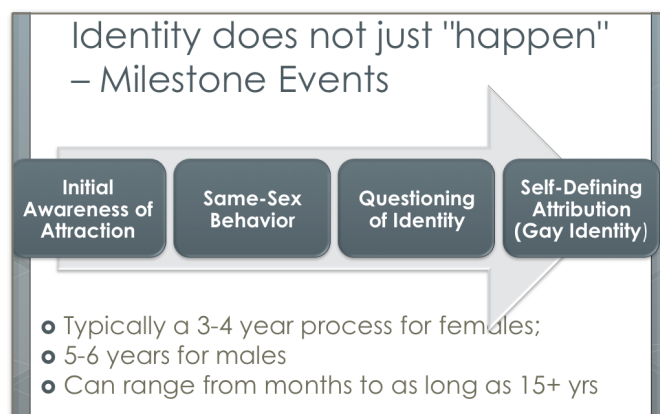 Identity does not just "happen"
– Milestone Events
Initial
Awareness of
Attraction
Same-Sex
Behavior
Questioning
of Identity
Self-Defining
Attribution
(Gay Identity)
Typically a 3-4 year process for females;
5-6 years for males
Can range from months to as long as 15+ yrs